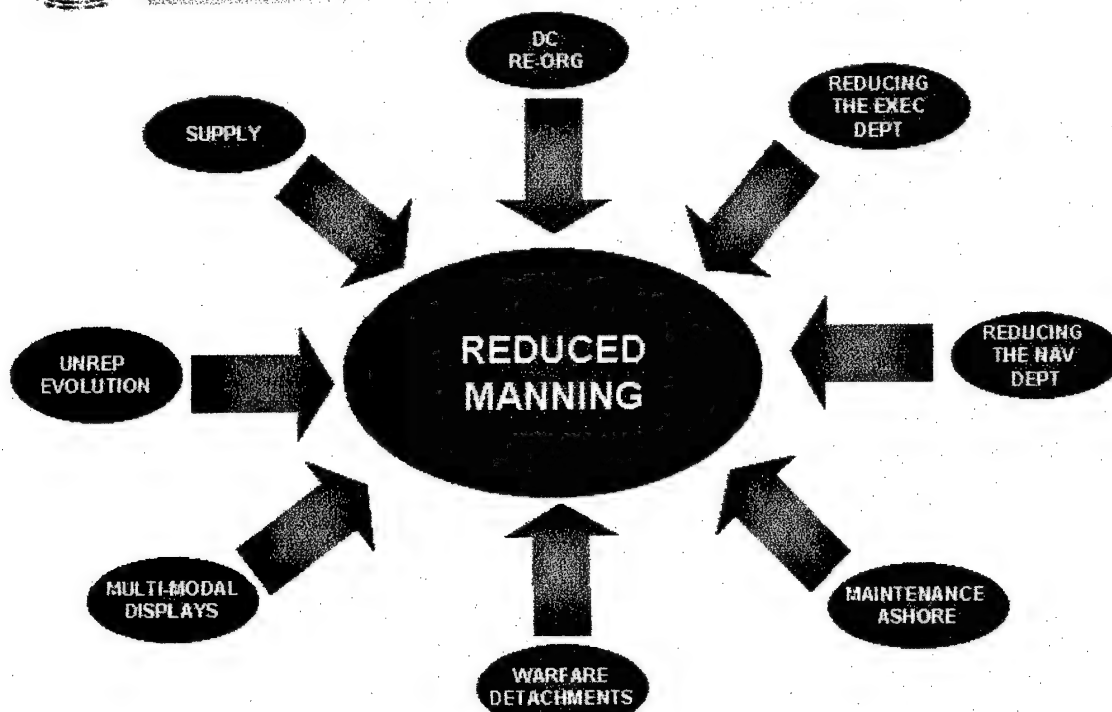 DC
RE-ORG
REDUCING
THE EXEC
DEPT
SUPPLY
REDUCED
MANNING
REDUCING
THE NAV
DEPT
UNREP
EVOLUTION
MULTI-MODAL
DISPLAYS
MAINTENANCE
ASHORE
WARFARE
DETACHMENTS